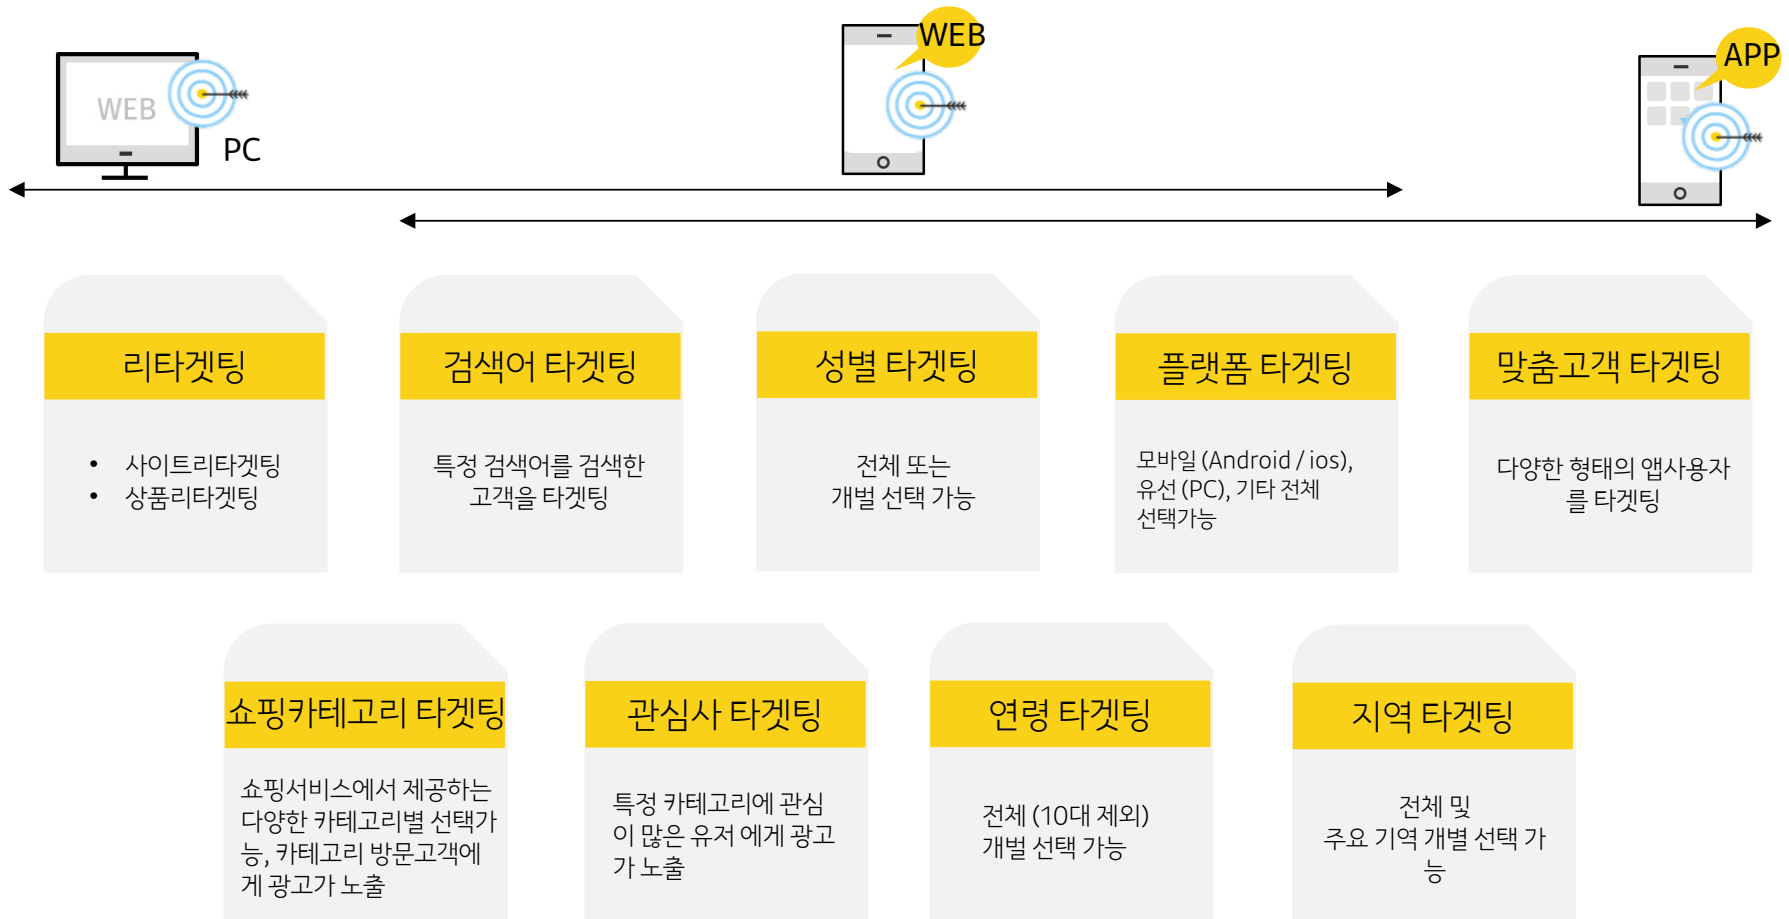 WEB
PC
WEB
APP
리타겟팅
• 사이트리타겟팅
• 상품리타겟팅
검색어 타겟팅
특정 검색어를 검색한
고객을 타겟팅
성별 타겟팅
전체 또는
개벌 선택 가능
플랫폼 타겟팅
모바일 (Android / ios),
유선 (PC), 기타 전체
선택가능
맞춤고객 타겟팅
다양한 형태의 앱사용자
를 타겟팅
쇼핑카테고리 타겟팅
쇼핑서비스에서 제공하는
다양한 카테고리별 선택가
능, 카테고리 방문고객에
게 광고가 노출
관심사 타겟팅
특정 카테고리에 관심
이 많은 유저 에게 광고
가 노출
연령 타겟팅
전체 (10대 제외)
개벌 선택 가능
지역 타겟팅
전체 및
주요 기역 개별 선택 가
능